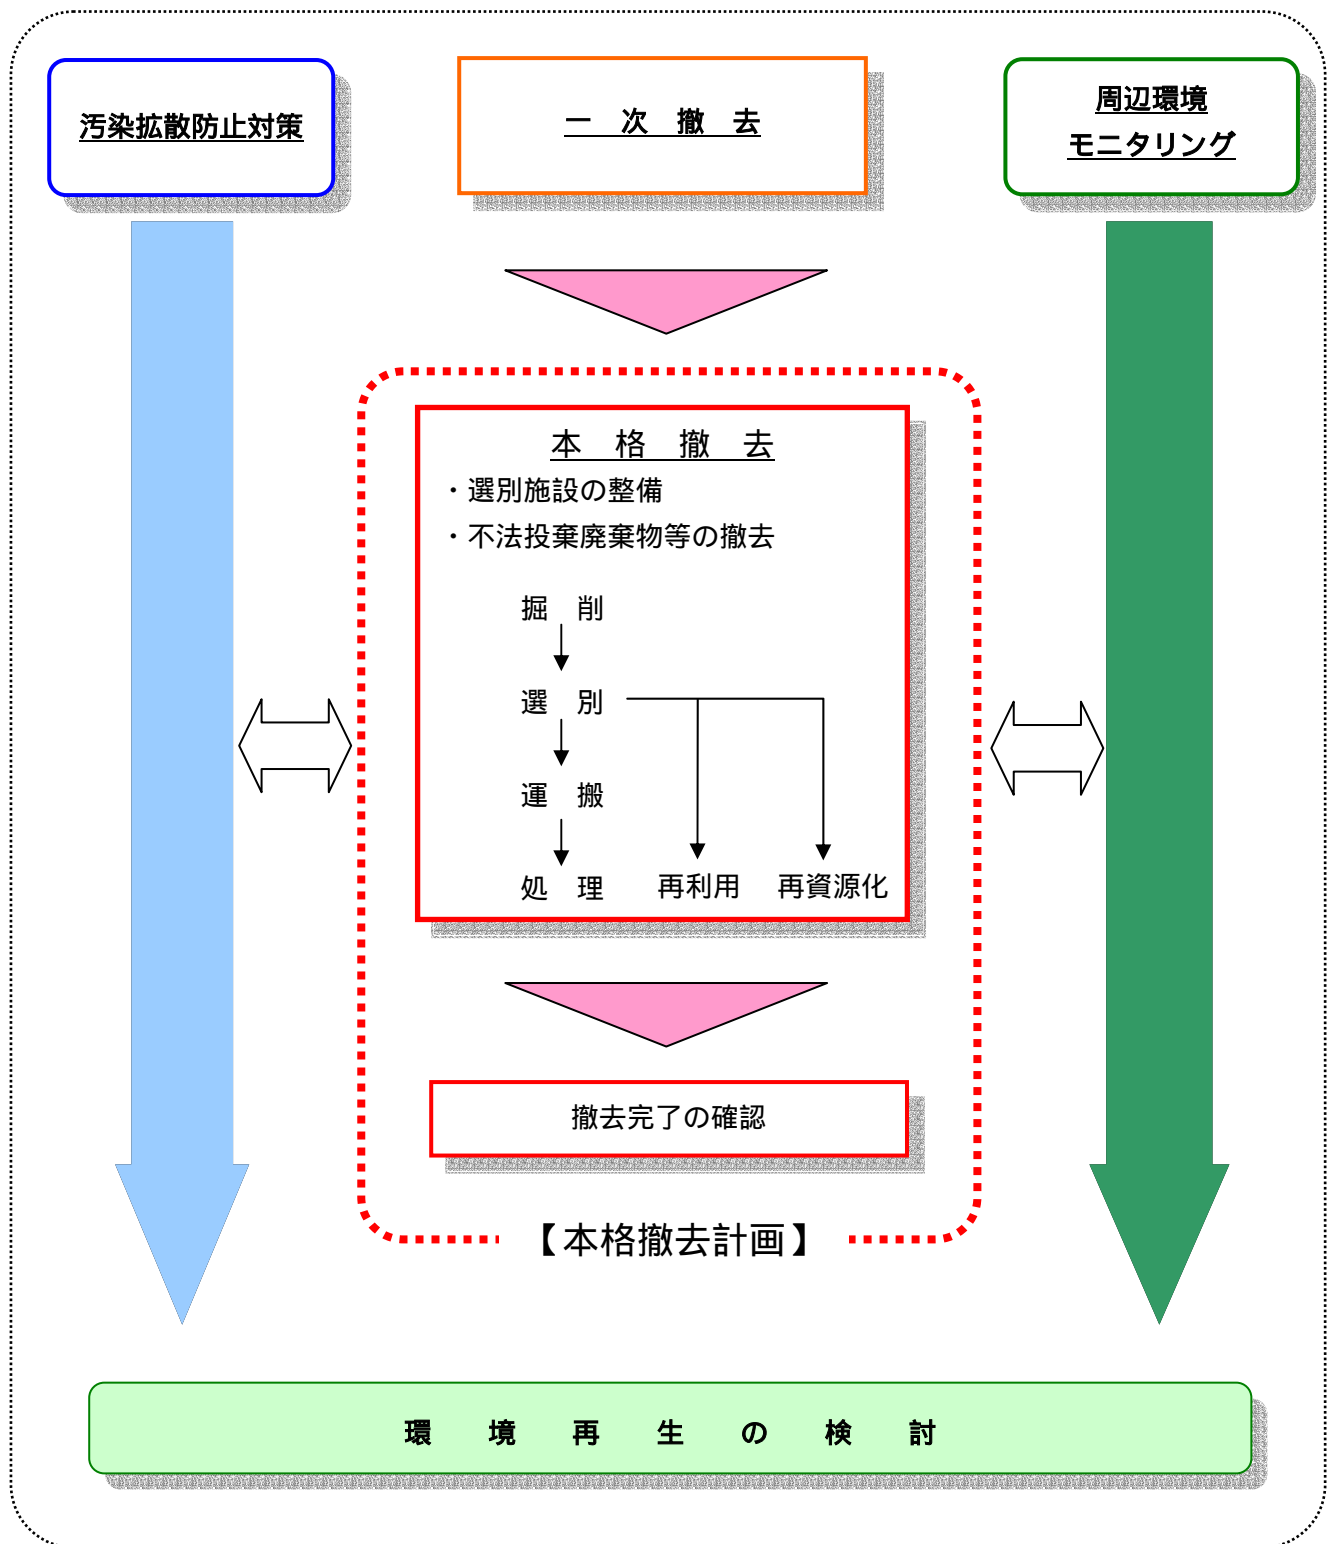 汚染拡散防止対策
一　次　撤　去
周辺環境
モニタリング
本　格　撤　去
・選別施設の整備
・不法投棄廃棄物等の撤去
掘　削
選　別
運　搬
処　理
再利用
再資源化
撤去完了の確認
【本格撤去計画】
環　境　再　生　の　検　討